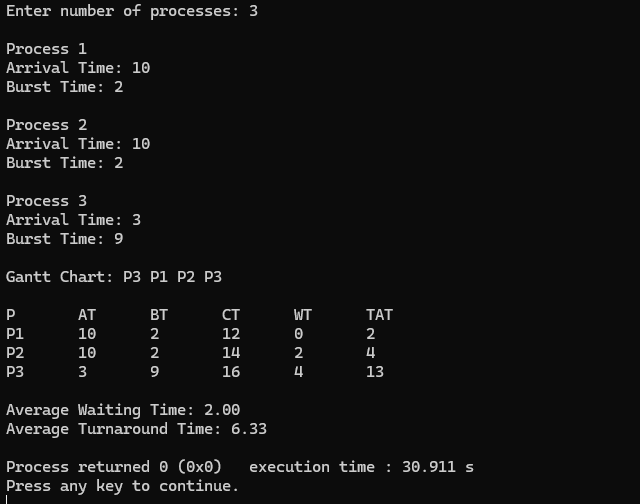 Enter number of processes: 3
Process 1
Arrival Time: 10
Burst Time: 2
Process 2
Arrival Time: 10
Burst Time: 2
Process 3
Arrival Time: 3
Burst Time: 9
Gantt Chart: P3 P1 P2 P3
P AT BT CT WT TAT
P1 10 2 12 0 2
P2 10 2 14 2 4
P3 3 9 16 4 13
Average Waiting Time: 2.00
Average Turnaround Time: 6.33
Process returned 0 (0x0) execution time : 30.911 s
Press any key to continue.